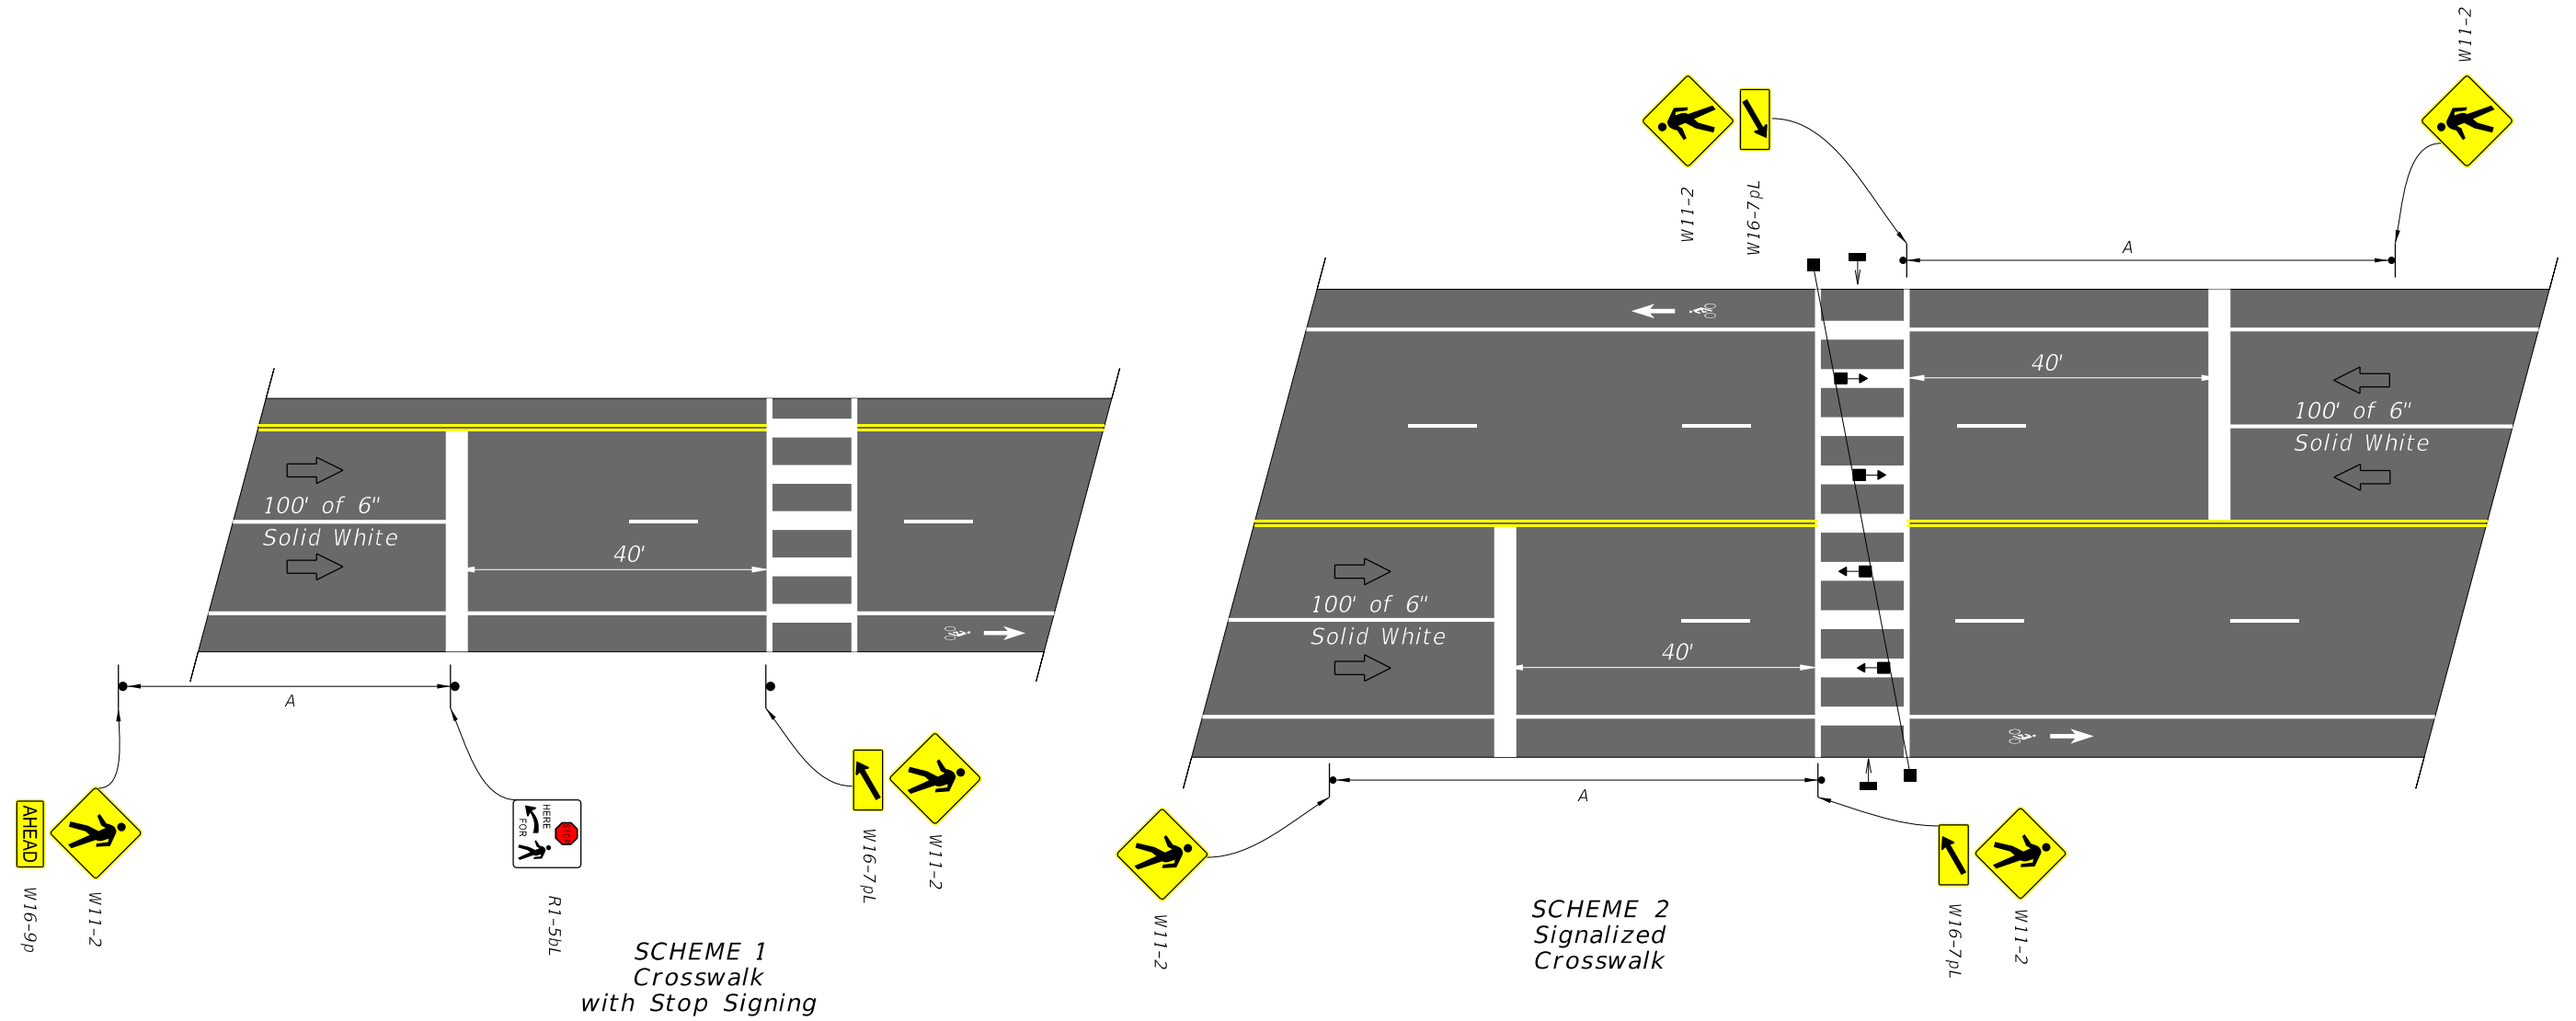 W11-2
W11-2
W16-7pL
A
40'
100' of 6"
Solid White
100' of 6"
Solid White
40'
A
AHEAD
W16-9p
W11-2
STOP
HERE
FOR
R1-5bL
W16-7pL
W11-2
SCHEME 1
Crosswalk
with Stop Signing
100' of 6"
Solid White
40'
A
W11-2
W16-7pL
W11-2
SCHEME 2
Signalized
Crosswalk